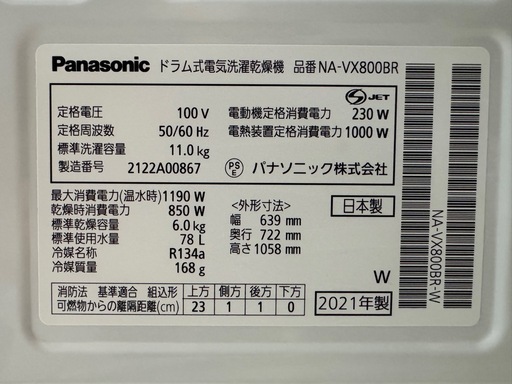 Panasonic ドラム式電気洗濯乾燥機 品番 NA-VX800BR
定格電圧 100 V
定格周波数 50/60 Hz
標準洗濯容量 11.0 kg
製造番号 2122A00867
S JET
電動機定格消費電力 230 W
電熱装置定格消費電力 1000 W
PS E パナソニック株式会社
最大消費電力(温水時) 1190 W
乾燥時消費電力 850 W
標準乾燥容量 6.0 kg
標準使用水量 78 L
冷媒名称 R134a
冷媒質量 168 g
<外形寸法>
幅 639 mm
奥行 722 mm
高さ 1058 mm
日本製
W
消防法 基準適合 組込形 上方 側方 後方 下方
可燃物からの離隔距離(cm) 23 1 1 0
2021年製
NA-VX800BR-W